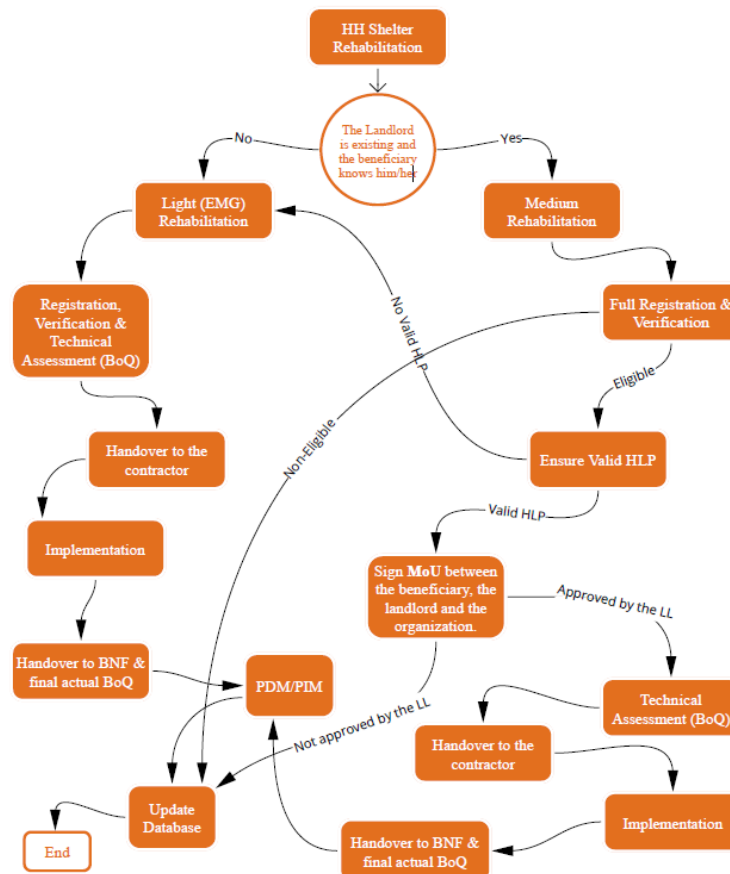 HH Shelter
Rehabilitation
The Landlord
is existing and
the beneficiary
knows him/her
No
Yes
Light (EMG)
Rehabilitation
Medium
Rehabilitation
Registration,
Verification &
Technical
Assessment (BoQ)
No Valid HLP
Full Registration &
Verification
Eligible
Non-Eligible
Handover to the
contractor
Ensure Valid HLP
Valid HLP
Implementation
Sign MoU between
the beneficiary, the
landlord and the
organization.
Approved by the LL
Handover to BNF &
final actual BoQ
PDM/PIM
Not approved by the LL
Technical
Assessment (BoQ)
Handover to the
contractor
Update
Database
Implementation
End
Handover to BNF &
final actual BoQ